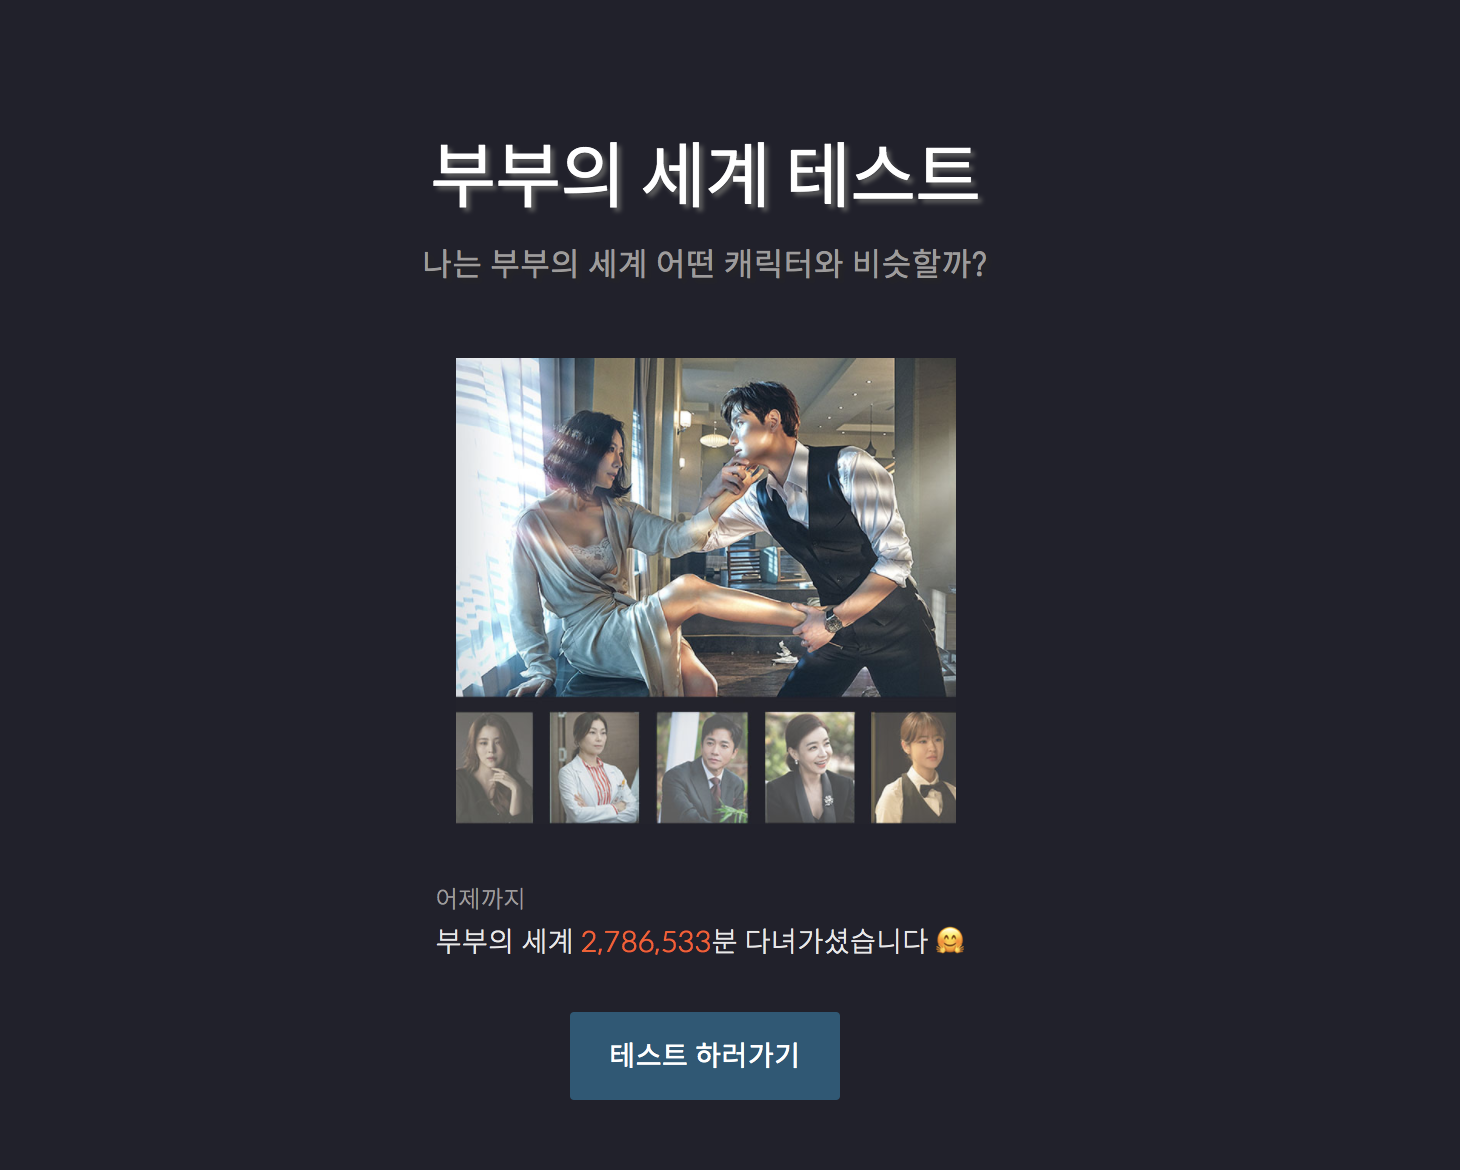 부부의 세계 테스트
나는 부부의 세계 어떤 캐릭터와 비슷할까?
어제까지
부부의 세계 2,786,533분 다녀가셨습니다 🤗
테스트 하러가기